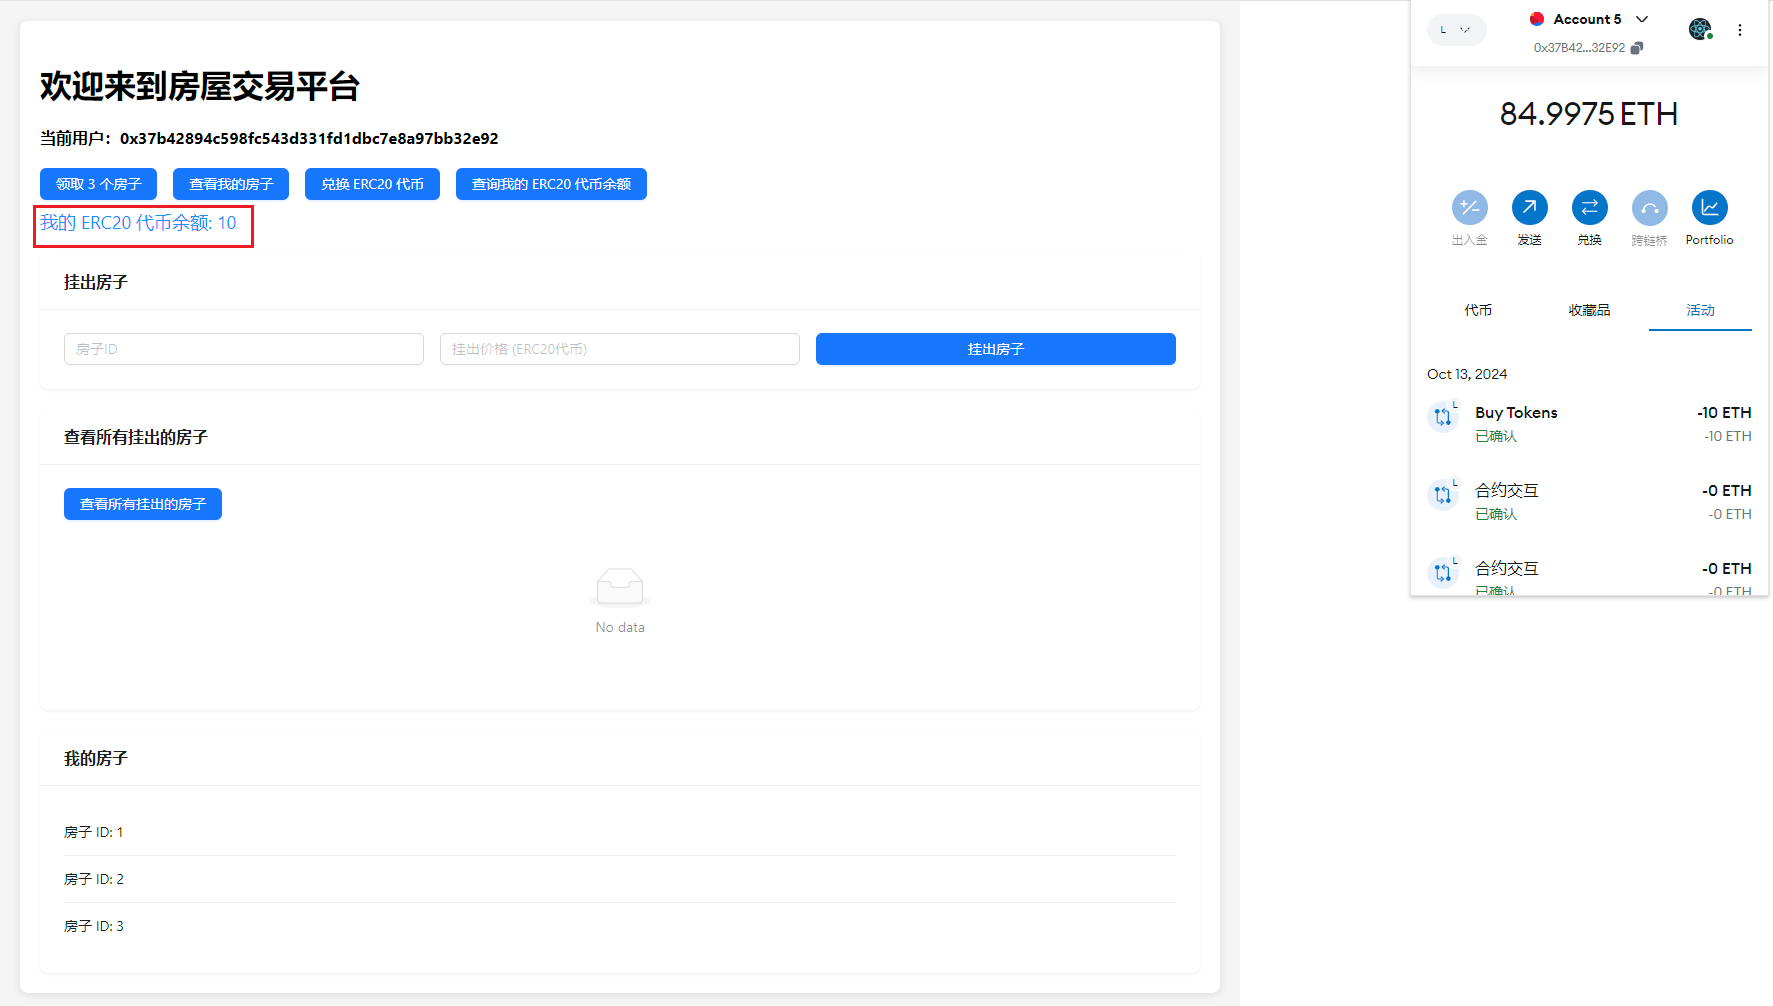 欢迎来到房屋交易平台
当前用户：0x37b42894c598fc543d331fd1dbc7e8a97bb32e92
领取 3 个房子 查看我的房子 兑换 ERC20 代币 查询我的 ERC20 代币余额
我的 ERC20 代币余额: 10
挂出房子
房子ID 挂出价格 (ERC20代币) 挂出房子
查看所有挂出的房子
查看所有挂出的房子
No data
我的房子
房子 ID: 1
房子 ID: 2
房子 ID: 3
L Account 5
0x37B42...32E92
84.9975 ETH
出入金 发送 兑换 跨链桥 Portfolio
代币 收藏品 活动
Oct 13, 2024
L Buy Tokens -10 ETH
已确认 -10 ETH
L 合约交互 -0 ETH
已确认 -0 ETH
L 合约交互 -0 ETH
已确认 -0 ETH